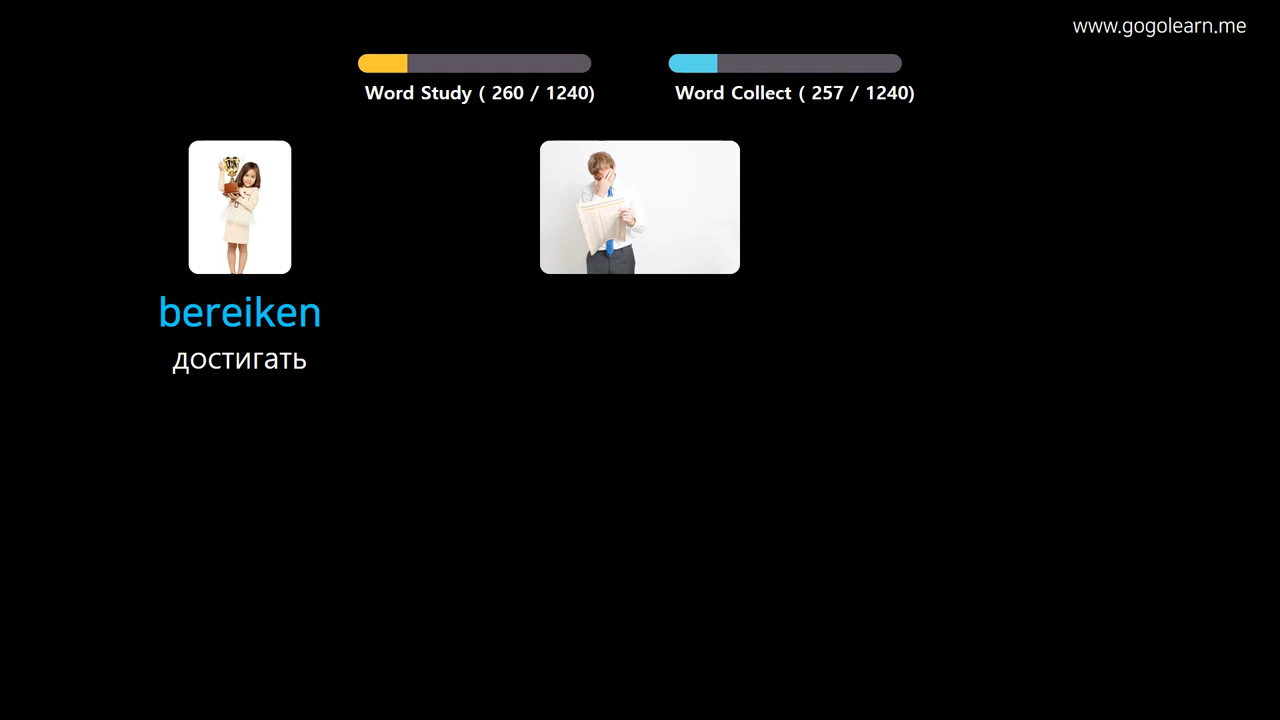 www.gogolearn.me
Word Study ( 260 / 1240)
Word Collect ( 257 / 1240)
bereiken
достигать